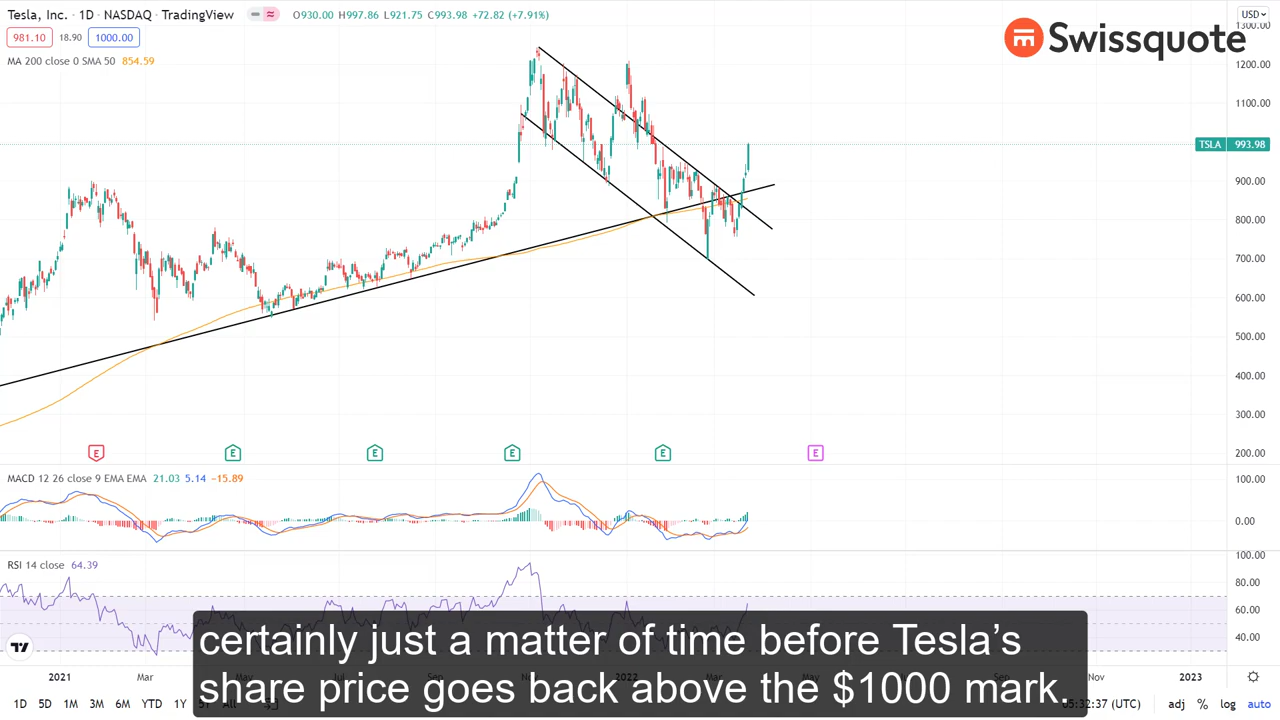 Tesla, Inc. · 1D · NASDAQ · TradingView O930.00 H997.86 L921.75 C993.98 +72.82 (+7.91%)
USD
Swissquote
981.10 18.90 1000.00
MA 200 close 0 SMA 50 854.59
1300.00
1200.00
1100.00
TSLA 993.98
900.00
800.00
700.00
600.00
500.00
400.00
300.00
200.00
E E E E E E
MACD 12 26 close 9 EMA EMA 21.03 5.14 −15.89
100.00
0.00
RSI 14 close 64.39
100.00
80.00
60.00
40.00
certainly just a matter of time before Tesla’s
share price goes back above the $1000 mark.
2021 Mar Nov 2023
1D 5D 1M 3M 6M YTD 1Y 05:32:37 (UTC) adj % log auto